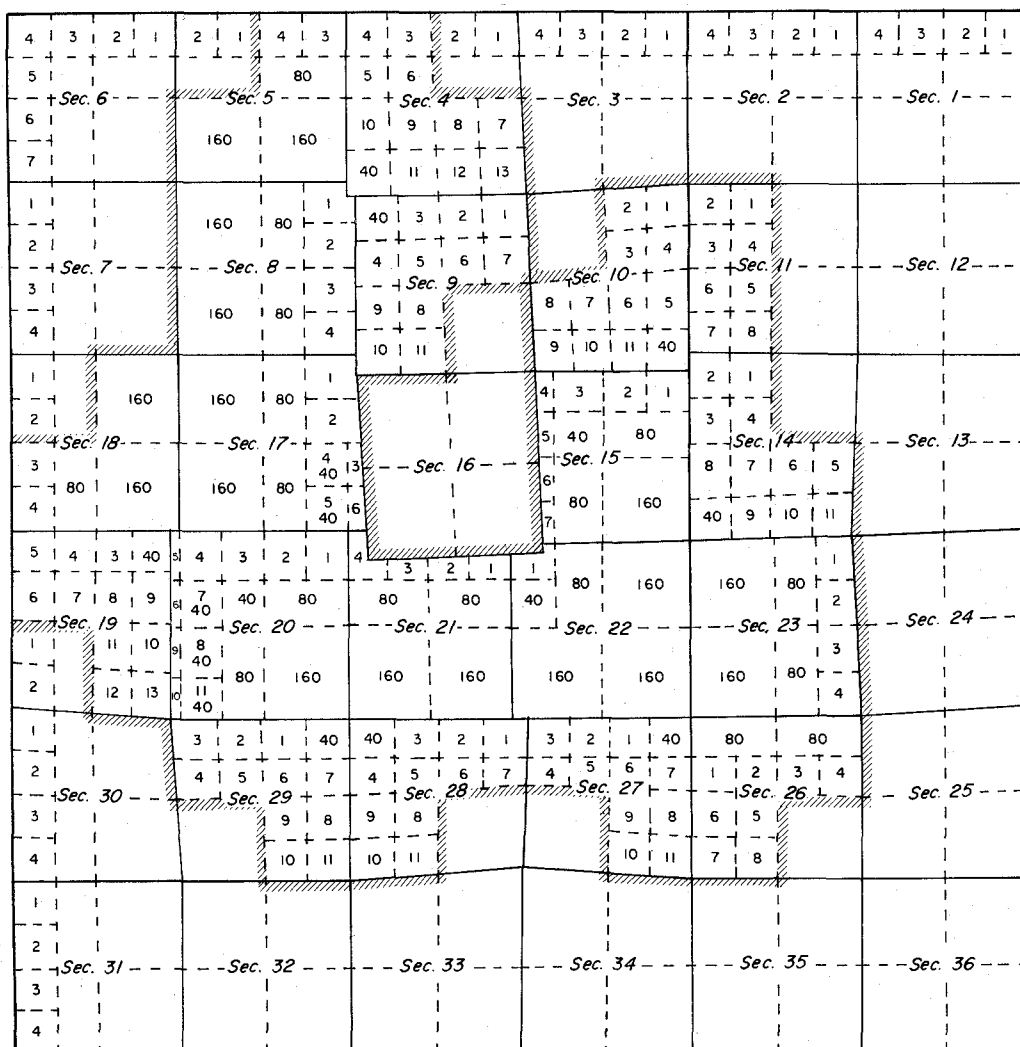 4 3 2 1 2 1 4 3 4 3 2 1 4 3 2 1 4 3 2 1 4 3 2 1
5 80 5 6
Sec. 6 Sec. 5 Sec. 4 Sec. 3 Sec. 2 Sec. 1
6 160 160 10 9 8 7
7 40 11 12 13
1 160 80 1 40 3 2 1 2 1 2 1
2 2 4 5 6 7 3 4 3 4
Sec. 7 Sec. 8 Sec. 9 Sec. 10 Sec. 11 Sec. 12
3 160 80 3 9 8 8 7 6 5 6 5
4 4 10 11 9 10 11 40 7 8
1 160 160 80 1 4 3 2 1 2 1
2 2 5 40 80 3 4
Sec. 18 Sec. 17 Sec. 16 Sec. 15 Sec. 14 Sec. 13
3 80 160 160 80 4 40 3 6 80 160 8 7 6 5
4 5 40 6 7 40 9 10 11
5 4 3 40 5 4 3 2 1 4 3 2 1 1 80 160 160 80 1
6 7 8 9 6 7 40 40 80 80 80 40 2
Sec. 19 Sec. 20 Sec. 21 Sec. 22 Sec. 23 Sec. 24
1 11 10 9 8 40 3
2 12 13 10 11 40 80 160 160 160 160 160 160 80 4
1 3 2 1 40 40 3 2 1 3 2 1 40 80 80
2 4 5 6 7 4 5 6 7 4 5 6 7 1 2 3 4
Sec. 30 Sec. 29 Sec. 28 Sec. 27 Sec. 26 Sec. 25
3 9 8 9 8 9 8 6 5
4 10 11 10 11 10 11 7 8
1
2
Sec. 31 Sec. 32 Sec. 33 Sec. 34 Sec. 35 Sec. 36
3
4